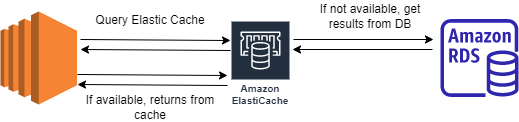 Query Elastic Cache
If not available, get
results from DB
Amazon
RDS
Amazon
ElastiCache
If available, returns from
cache